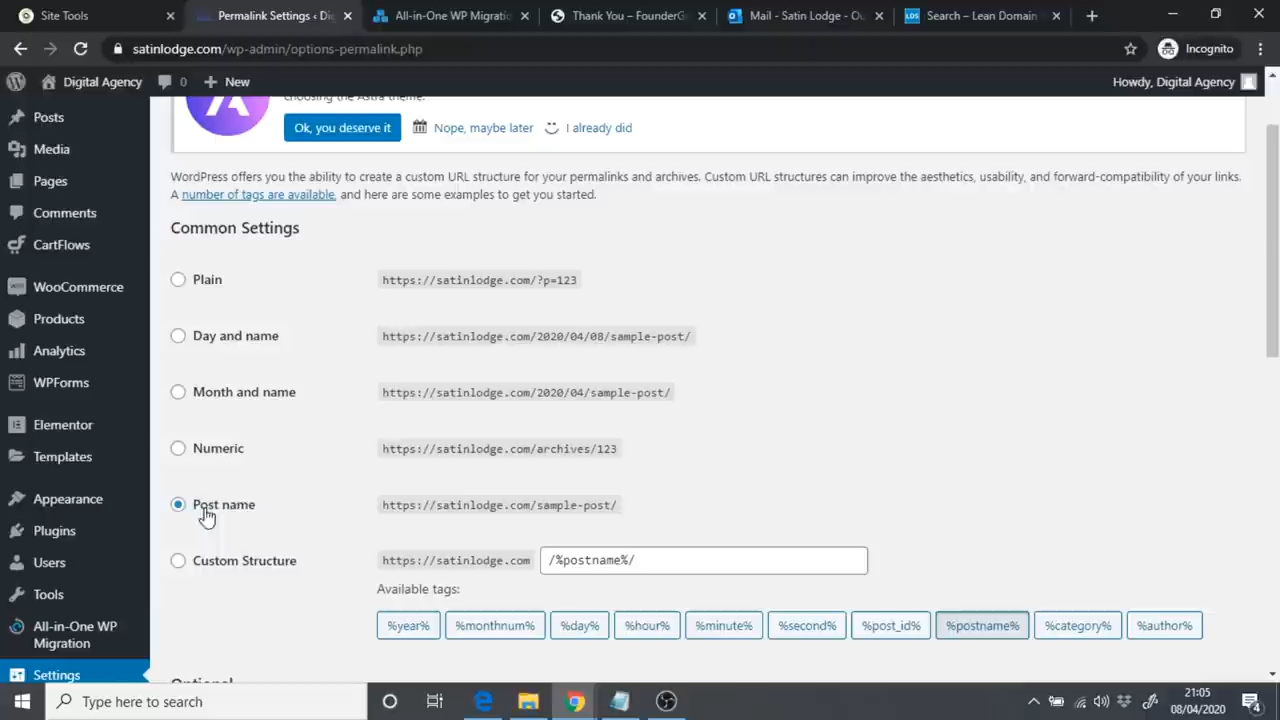 Site Tools
Permalink Settings ‹ Di
All-in-One WP Migratio
Thank You – FounderG
Mail - Satin Lodge - Ou
LDS
Search – Lean Domain
satinlodge.com/wp-admin/options-permalink.php
Incognito
Digital Agency
0
New
Howdy, Digital Agency
Posts
Media
Pages
Comments
CartFlows
WooCommerce
Products
Analytics
WPForms
Elementor
Templates
Appearance
Plugins
Users
Tools
All-in-One WP
Migration
Settings
choosing the Astra theme.
Ok, you deserve it
Nope, maybe later
I already did
WordPress offers you the ability to create a custom URL structure for your permalinks and archives. Custom URL structures can improve the aesthetics, usability, and forward-compatibility of your links.
A number of tags are available, and here are some examples to get you started.
Common Settings
Plain
https://satinlodge.com/?p=123
Day and name
https://satinlodge.com/2020/04/08/sample-post/
Month and name
https://satinlodge.com/2020/04/sample-post/
Numeric
https://satinlodge.com/archives/123
Post name
https://satinlodge.com/sample-post/
Custom Structure
https://satinlodge.com
/%postname%/
Available tags:
%year%
%monthnum%
%day%
%hour%
%minute%
%second%
%post_id%
%postname%
%category%
%author%
Optional
Type here to search
21:05
08/04/2020
4